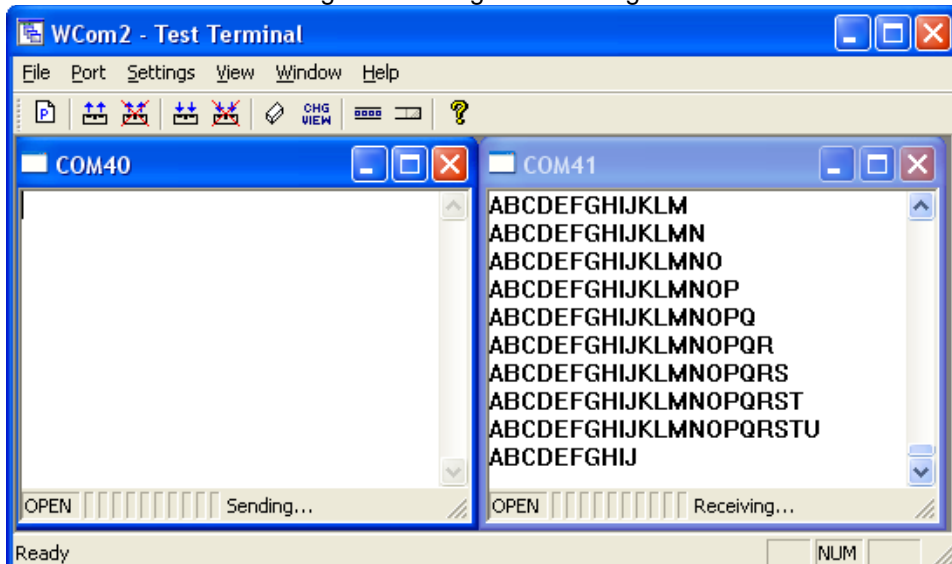 WCom2 - Test Terminal
File Port Settings View Window Help
P CHG VIEW ?
COM40
COM41
ABCDEFGHIJKLM
ABCDEFGHIJKLMN
ABCDEFGHIJKLMNO
ABCDEFGHIJKLMNOP
ABCDEFGHIJKLMNOPQ
ABCDEFGHIJKLMNOPQR
ABCDEFGHIJKLMNOPQRS
ABCDEFGHIJKLMNOPQRST
ABCDEFGHIJKLMNOPQRSTU
ABCDEFGHIJ
OPEN Sending...
OPEN Receiving...
Ready NUM